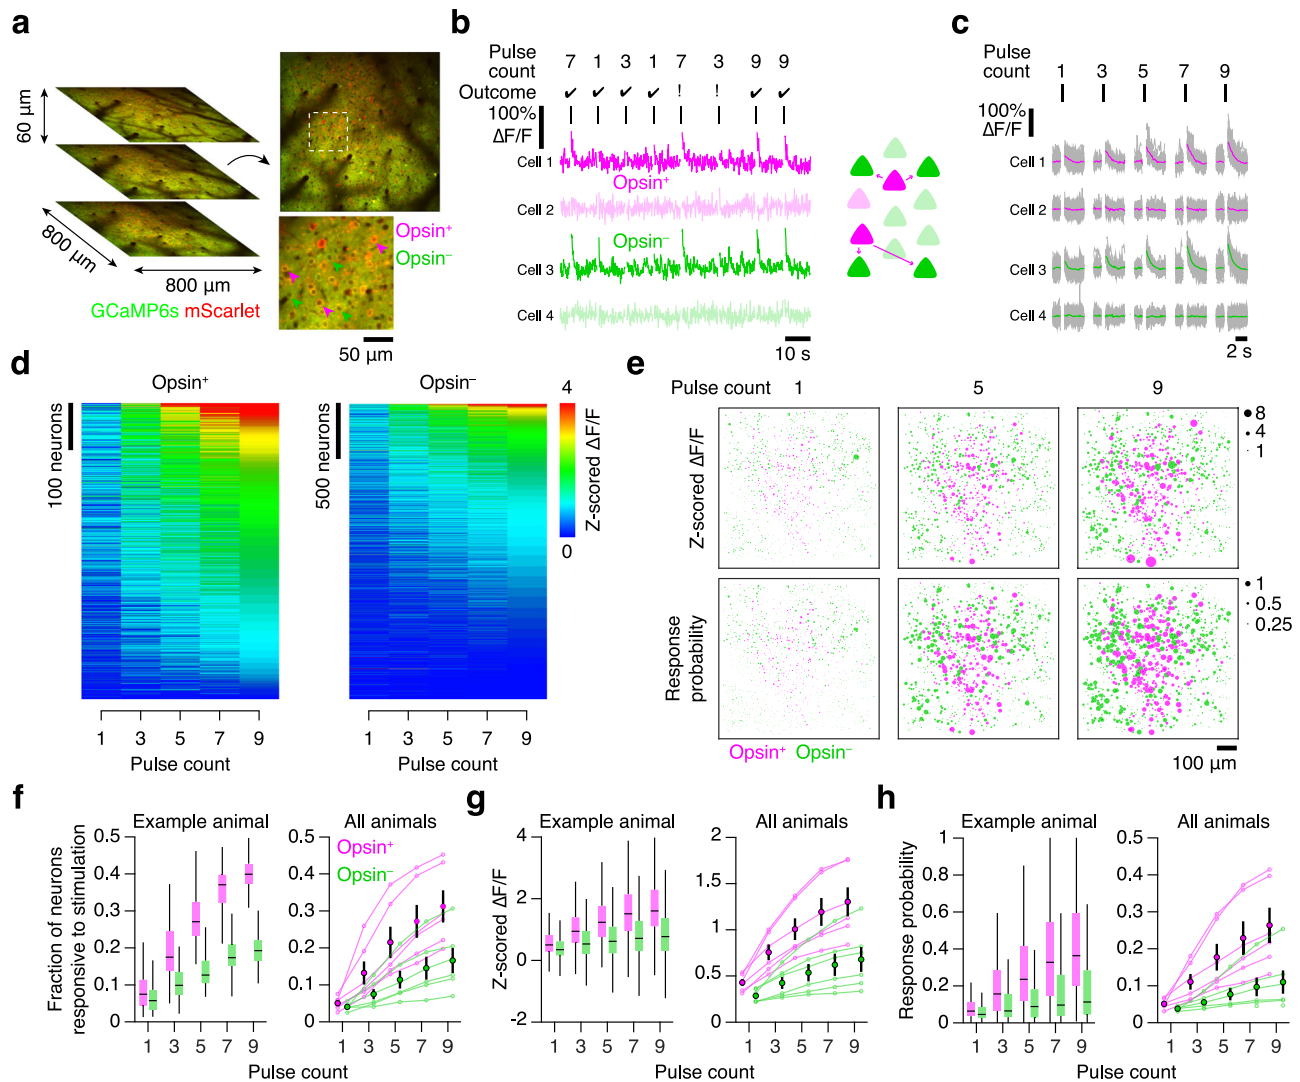 a
60 µm
800 µm
800 µm
GCaMP6s mScarlet
Opsin⁺
Opsin⁻
50 µm
b
Pulse count
7 1 3 1 7 3 9 9
Outcome ✓ ✓ ✓ ✓ ! ! ✓ ✓
100% ΔF/F
Cell 1
Opsin⁺
Cell 2
Opsin⁻
Cell 3
Cell 4
10 s
c
Pulse count
1 3 5 7 9
100% ΔF/F
Cell 1
Cell 2
Cell 3
Cell 4
2 s
d
Opsin⁺
100 neurons
1 3 5 7 9
Pulse count
Opsin⁻
500 neurons
1 3 5 7 9
Pulse count
4
Z-scored ΔF/F
0
e
Pulse count 1 5 9
Z-scored ΔF/F
8
4
1
Response probability
1
0.5
0.25
Opsin⁺ Opsin⁻
100 µm
f
Example animal
All animals
Fraction of neurons responsive to stimulation
0.5
0.4
0.3
0.2
0.1
0
1 3 5 7 9
Opsin⁺
Opsin⁻
0.5
0.4
0.3
0.2
0.1
0
1 3 5 7 9
Pulse count
g
Example animal
All animals
Z-scored ΔF/F
4
2
0
-2
1 3 5 7 9
2
1.5
1
0.5
0
1 3 5 7 9
Pulse count
h
Example animal
All animals
Response probability
1
0.8
0.6
0.4
0.2
0
1 3 5 7 9
0.5
0.4
0.3
0.2
0.1
0
1 3 5 7 9
Pulse count